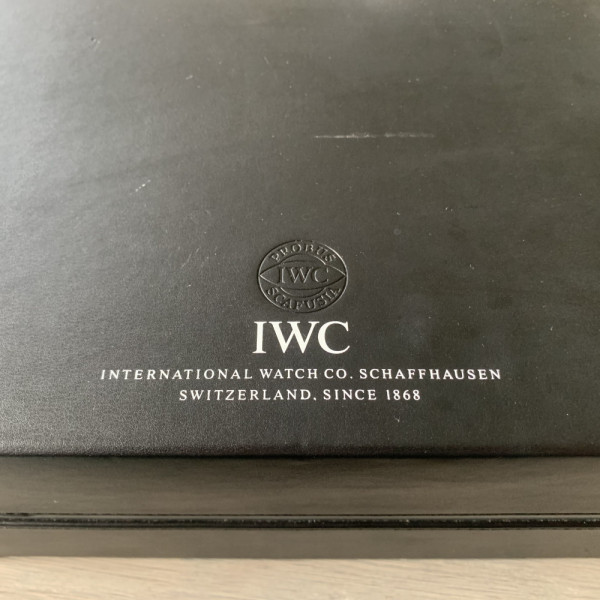 PROBUS
IWC
SCAFUSIA
IWC
INTERNATIONAL WATCH CO. SCHAFFHAUSEN
SWITZERLAND, SINCE 1868